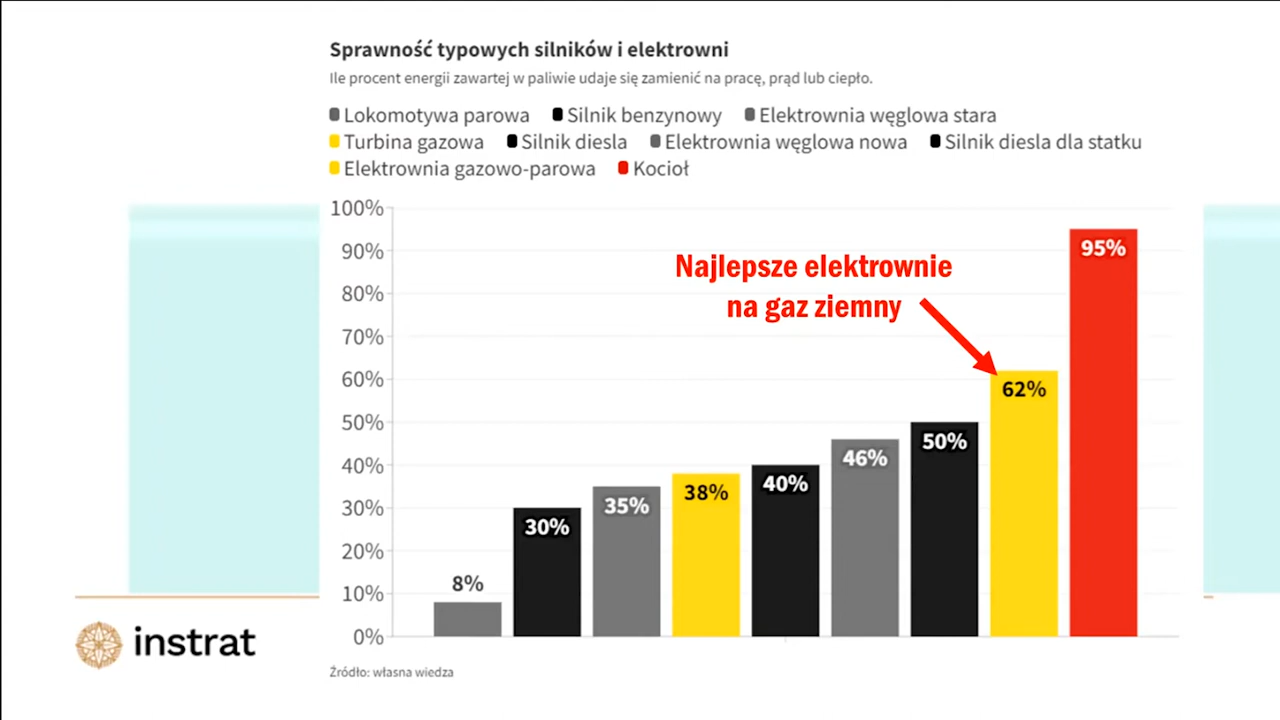 Sprawność typowych silników i elektrowni
Ile procent energii zawartej w paliwie udaje się zamienić na pracę, prąd lub ciepło.
Lokomotywa parowa Silnik benzynowy Elektrownia węglowa stara
Turbina gazowa Silnik diesla Elektrownia węglowa nowa Silnik diesla dla statku
Elektrownia gazowo-parowa Kocioł
100%
90%
80%
70%
60%
50%
40%
30%
20%
10%
0%
Najlepsze elektrownie
na gaz ziemny
8%
30%
35%
38%
40%
46%
50%
62%
95%
instrat
Źródło: własna wiedza